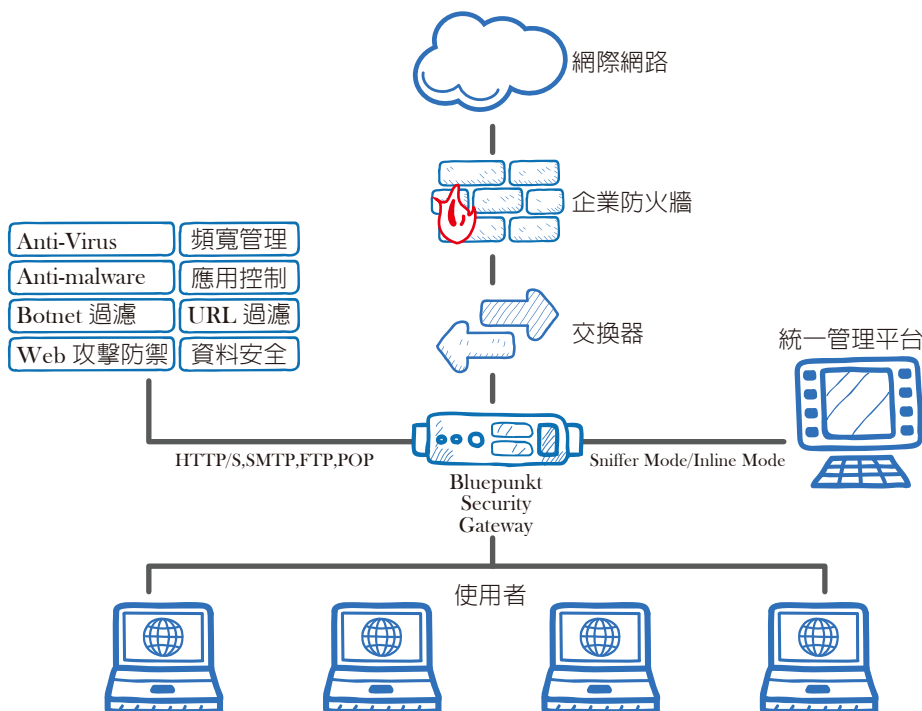 網際網路
企業防火牆
Anti-Virus
頻寬管理
Anti-malware
應用控制
Botnet 過濾
URL 過濾
Web 攻擊防禦
資料安全
交換器
統一管理平台
HTTP/S,SMTP,FTP,POP
Sniffer Mode/Inline Mode
Bluepunkt
Security
Gateway
使用者